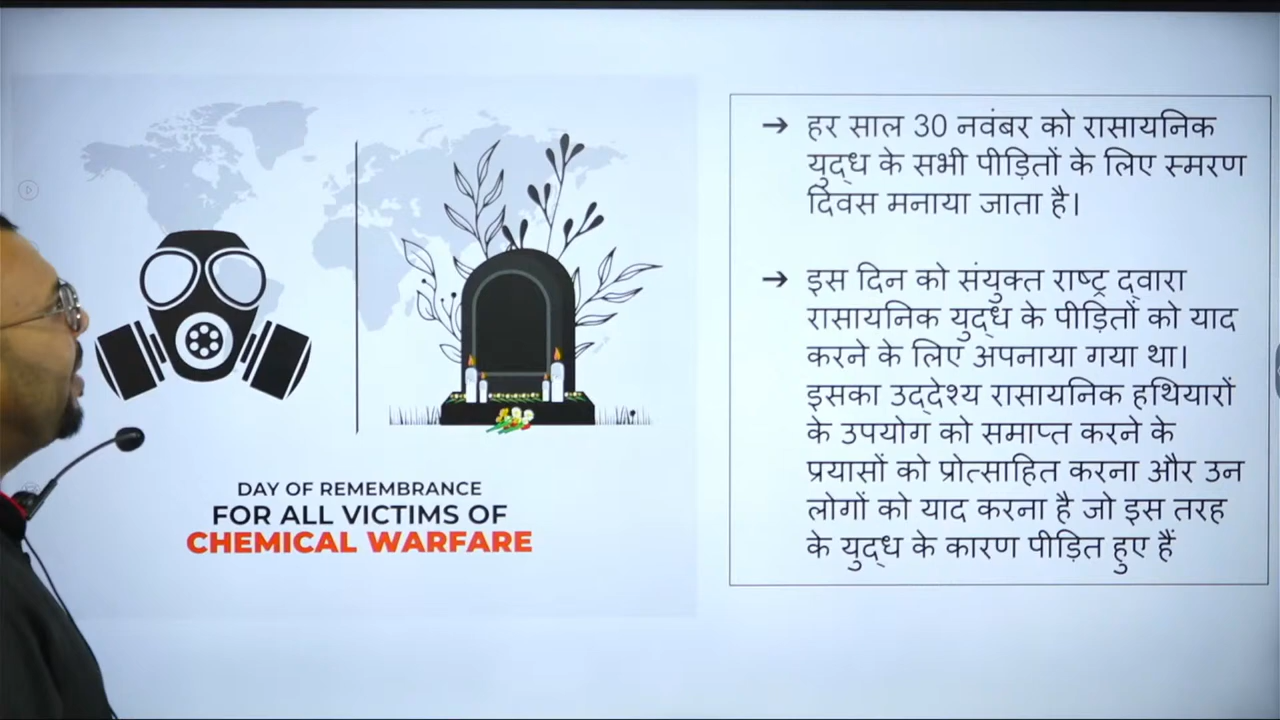 DAY OF REMEMBRANCE
FOR ALL VICTIMS OF
CHEMICAL WARFARE
➔ हर साल 30 नवंबर को रासायनिक
युद्ध के सभी पीड़ितों के लिए स्मरण
दिवस मनाया जाता है।
➔ इस दिन को संयुक्त राष्ट्र द्वारा
रासायनिक युद्ध के पीड़ितों को याद
करने के लिए अपनाया गया था।
इसका उद्देश्य रासायनिक हथियारों
के उपयोग को समाप्त करने के
प्रयासों को प्रोत्साहित करना और उन
लोगों को याद करना है जो इस तरह
के युद्ध के कारण पीड़ित हुए हैं